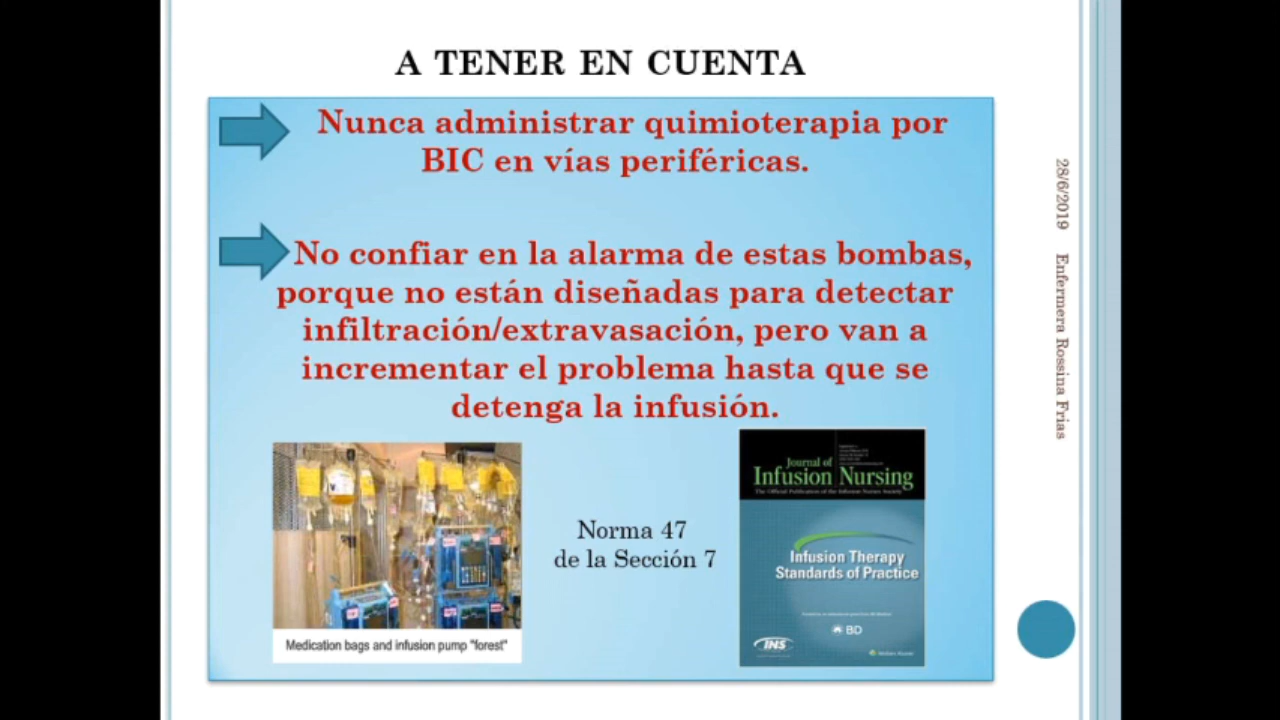 A TENER EN CUENTA
Nunca administrar quimioterapia por
BIC en vías periféricas.
No confiar en la alarma de estas bombas,
porque no están diseñadas para detectar
infiltración/extravasación, pero van a
incrementar el problema hasta que se
detenga la infusión.
Medication bags and infusion pump "forest"
Norma 47
de la Sección 7
Journal of
Infusion Nursing
The Official Publication of the Infusion Nurses Society
Infusion Therapy
Standards of Practice
BD
INS
28/6/2019 Enfermera Rossina Frias